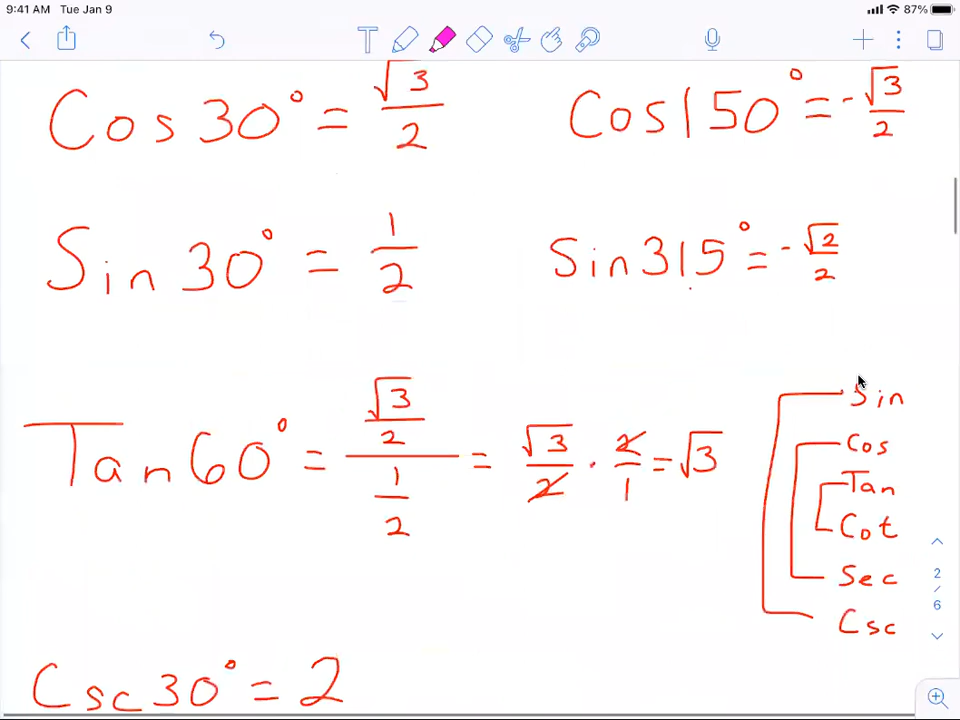 9:41 AM Tue Jan 9 87%
Cos 30° = √3/2
Cos 150° = -√3/2
Sin 30° = 1/2
Sin 315° = -√2/2
Tan 60° = (√3/2)/(1/2) = √3/2 · 2/1 = √3
Sin
Cos
Tan
Cot
Sec
Csc
2 / 6
Csc 30° = 2